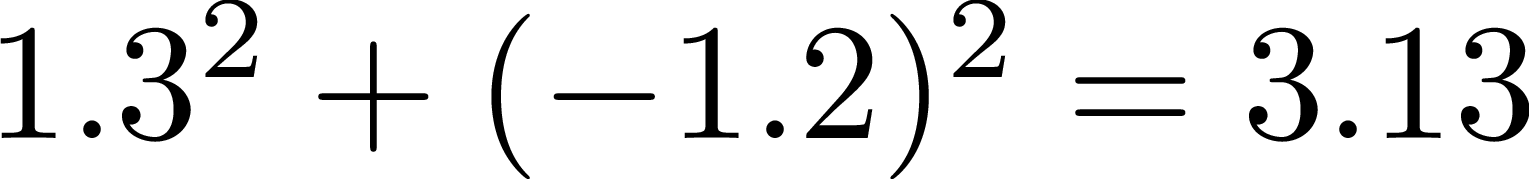 1.3² + (−1.2)² = 3.13